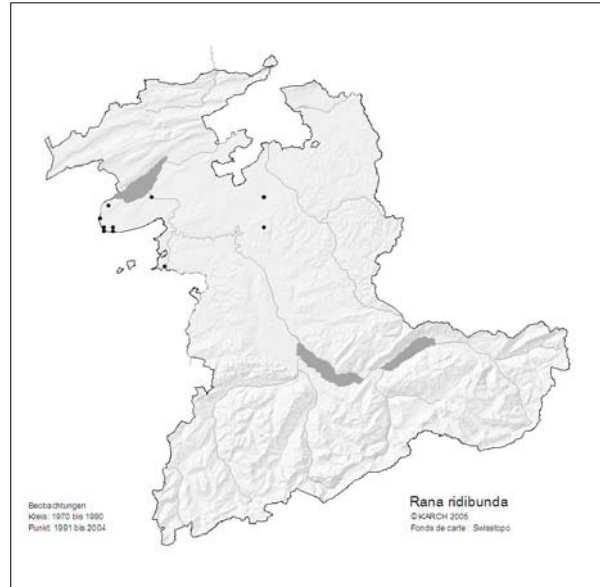 Beobachtungen
Kreis: 1970 bis 1990
Punkt: 1991 bis 2004
Rana ridibunda
©KARCH 2005
Fonds de carte : Swisstopo